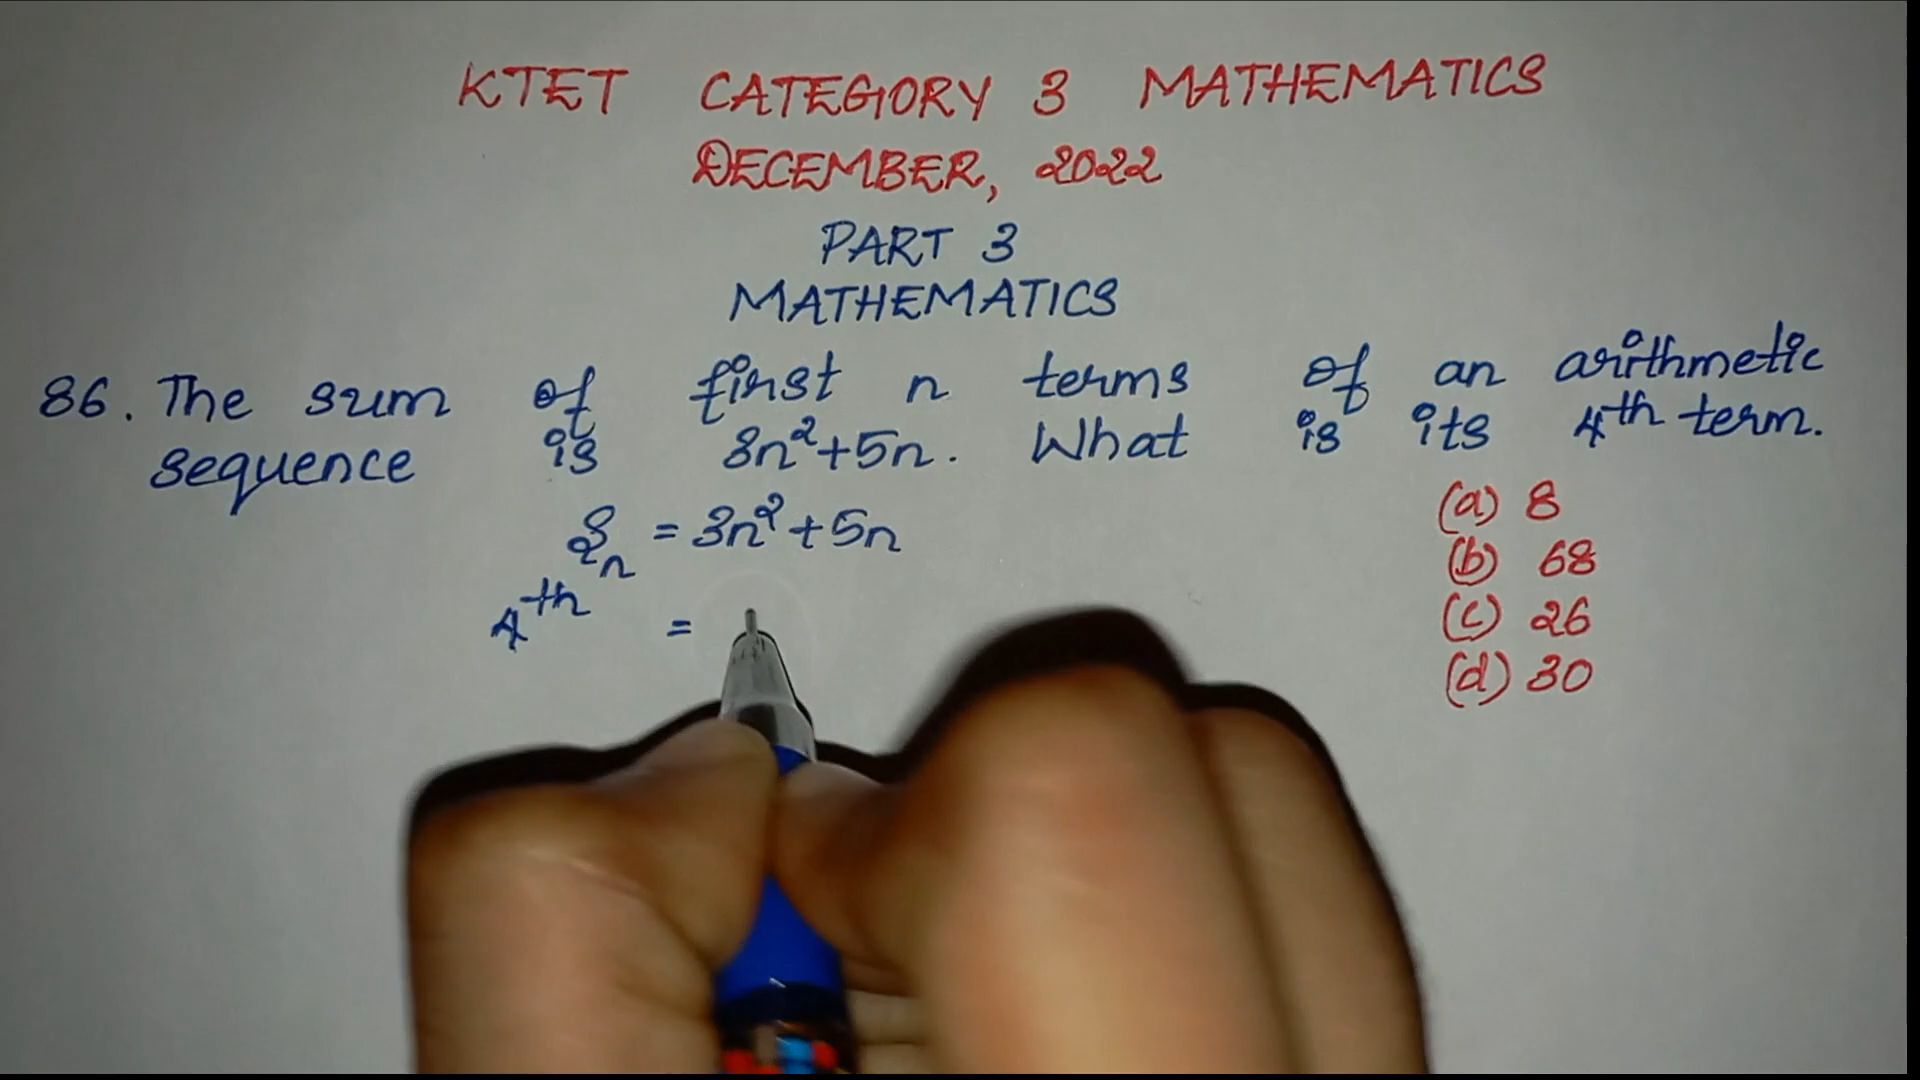 KTET CATEGORY 3 MATHEMATICS
DECEMBER, 2022
PART 3
MATHEMATICS
86. The sum of first n terms of an arithmetic
sequence is 3n²+5n. What is its 4th term.
Sn = 3n²+5n
4th =
(a) 8
(b) 68
(c) 26
(d) 30